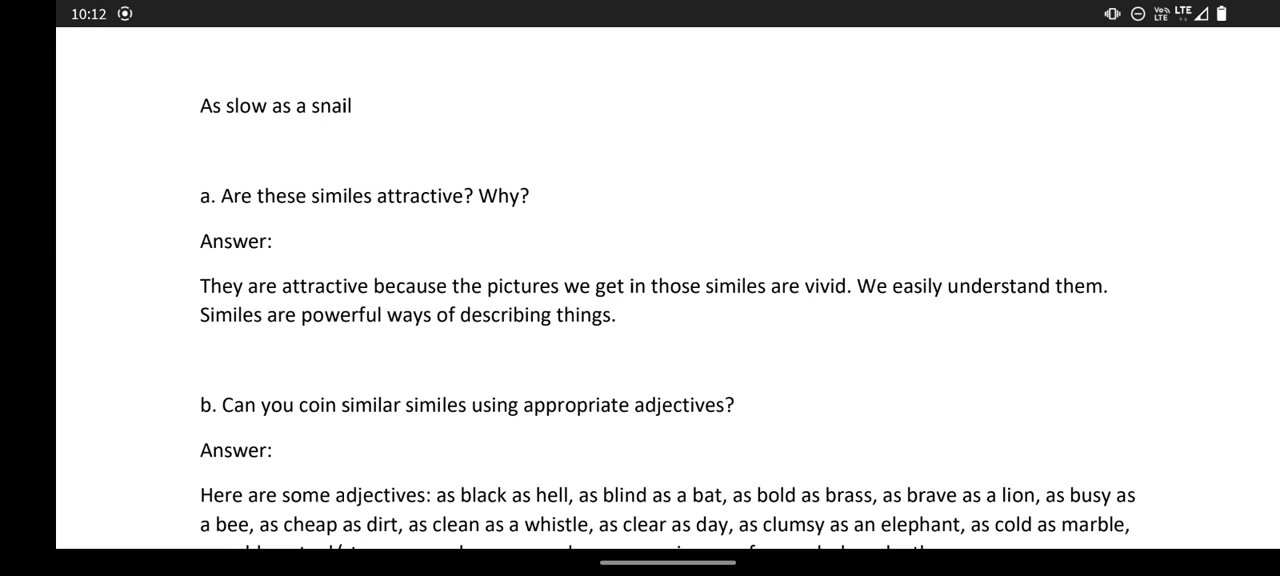 10:12
Vo LTE LTE
As slow as a snail
a. Are these similes attractive? Why?
Answer:
They are attractive because the pictures we get in those similes are vivid. We easily understand them.
Similes are powerful ways of describing things.
b. Can you coin similar similes using appropriate adjectives?
Answer:
Here are some adjectives: as black as hell, as blind as a bat, as bold as brass, as brave as a lion, as busy as
a bee, as cheap as dirt, as clean as a whistle, as clear as day, as clumsy as an elephant, as cold as marble,